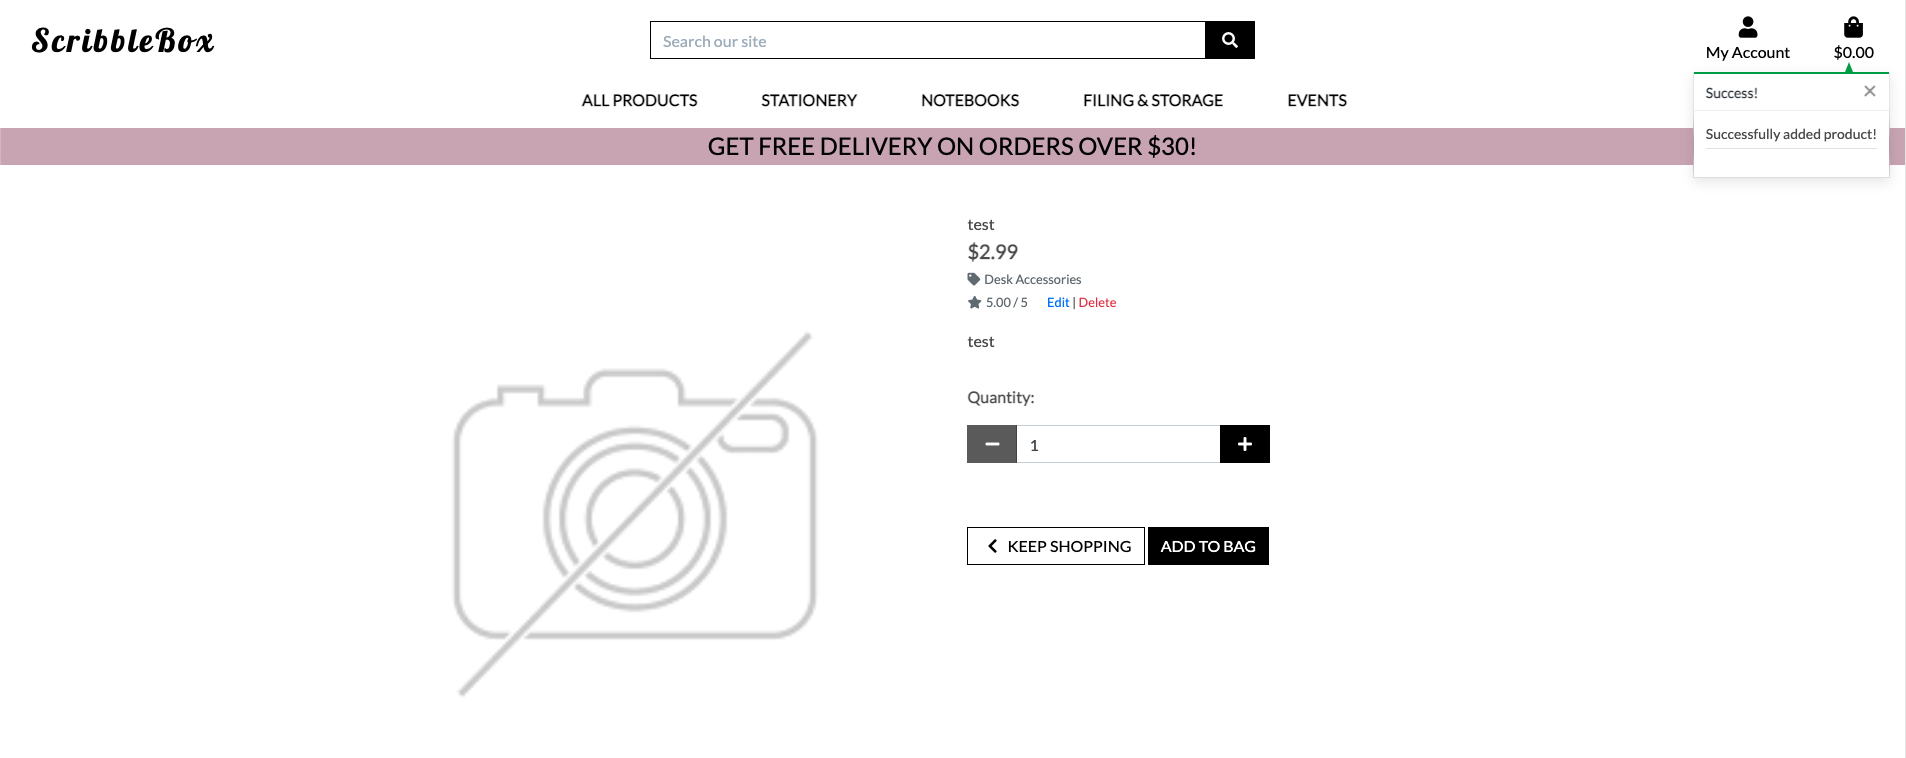 ScribbleBox
Search our site
My Account
$0.00
ALL PRODUCTS STATIONERY NOTEBOOKS FILING & STORAGE EVENTS
Success!
Successfully added product!
GET FREE DELIVERY ON ORDERS OVER $30!
test
$2.99
Desk Accessories
5.00 / 5 Edit | Delete
test
Quantity:
1
KEEP SHOPPING ADD TO BAG